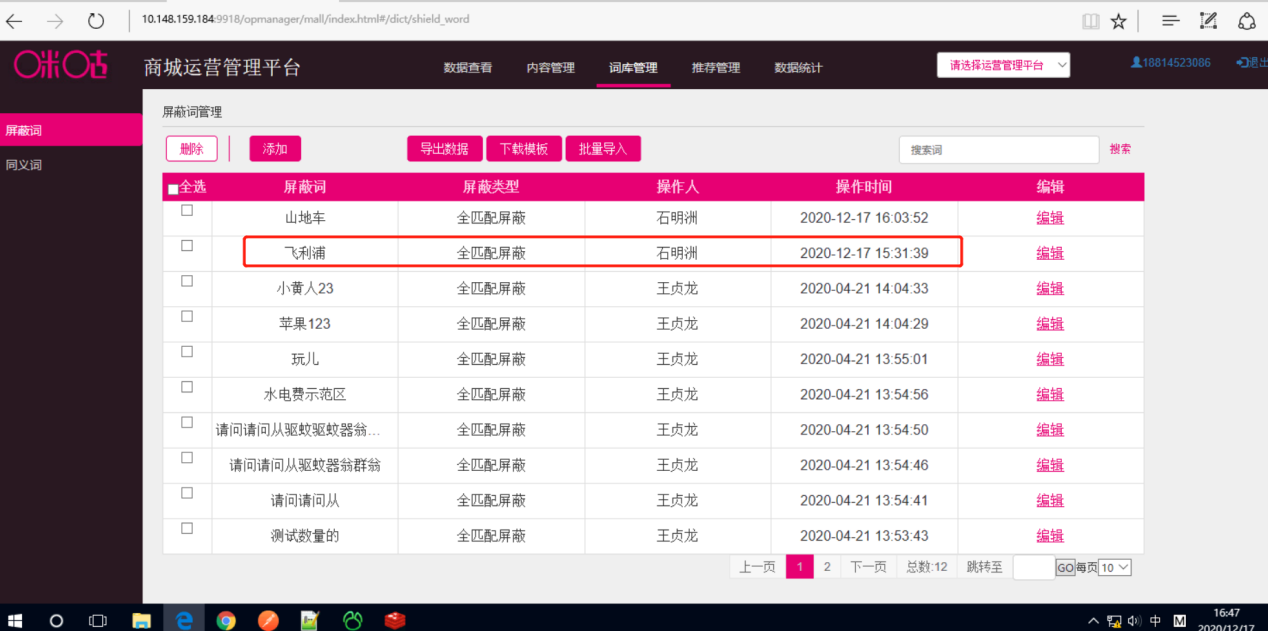 10.148.159.184:9918/opmanager/mall/index.html#/dict/shield_word
咪咕 商城运营管理平台 数据查看 内容管理 词库管理 推荐管理 数据统计 请选择运营管理平台 18814523086 退出
屏蔽词管理
屏蔽词
同义词
删除 添加 导出数据 下载模板 批量导入 搜索词 搜索
全选 屏蔽词 屏蔽类型 操作人 操作时间 编辑
山地车 全匹配屏蔽 石明洲 2020-12-17 16:03:52 编辑
飞利浦 全匹配屏蔽 石明洲 2020-12-17 15:31:39 编辑
小黄人23 全匹配屏蔽 王贞龙 2020-04-21 14:04:33 编辑
苹果123 全匹配屏蔽 王贞龙 2020-04-21 14:04:29 编辑
玩儿 全匹配屏蔽 王贞龙 2020-04-21 13:55:01 编辑
水电费示范区 全匹配屏蔽 王贞龙 2020-04-21 13:54:56 编辑
请问请问从驱蚊驱蚊器翁... 全匹配屏蔽 王贞龙 2020-04-21 13:54:50 编辑
请问请问从驱蚊器翁群翁 全匹配屏蔽 王贞龙 2020-04-21 13:54:46 编辑
请问请问从 全匹配屏蔽 王贞龙 2020-04-21 13:54:41 编辑
测试数量的 全匹配屏蔽 王贞龙 2020-04-21 13:53:43 编辑
上一页 1 2 下一页 总数:12 跳转至 GO 每页 10
中 M 16:47
2020/12/17